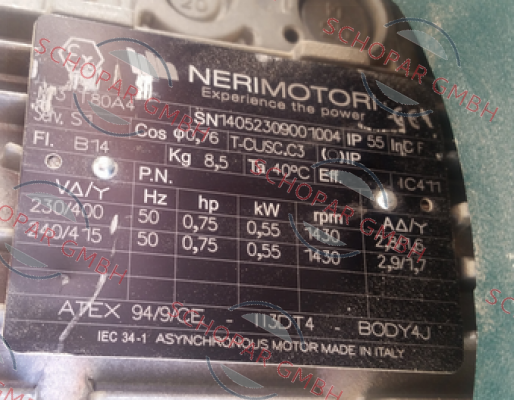 NERIMOTORI
Experience the power
T80A4
SN14052309001004 IP 55 InC F
Serv. S1
Cos φ0,76 T-CUSC.C3 IP
Fl. B14 Kg 8,5 Ta 40°C Eff. IC411
P.N.
VΔ/Y Hz hp kW rpm AΔ/Y
230/400 50 0,75 0,55 1430 2,8/1,6
240/415 50 0,75 0,55 1430 2,9/1,7
ATEX 94/9/CE - II3DT4 - BODY4J
IEC 34-1 ASYNCHRONOUS MOTOR MADE IN ITALY
SCHOPAR GMBH